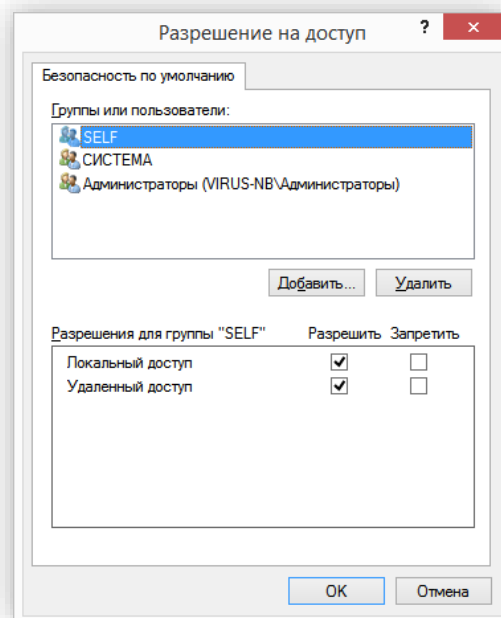 Разрешение на доступ ?
Безопасность по умолчанию
Группы или пользователи:
SELF
СИСТЕМА
Администраторы (VIRUS-NB\Администраторы)
Добавить... Удалить
Разрешения для группы "SELF" Разрешить Запретить
Локальный доступ
Удаленный доступ
OK Отмена